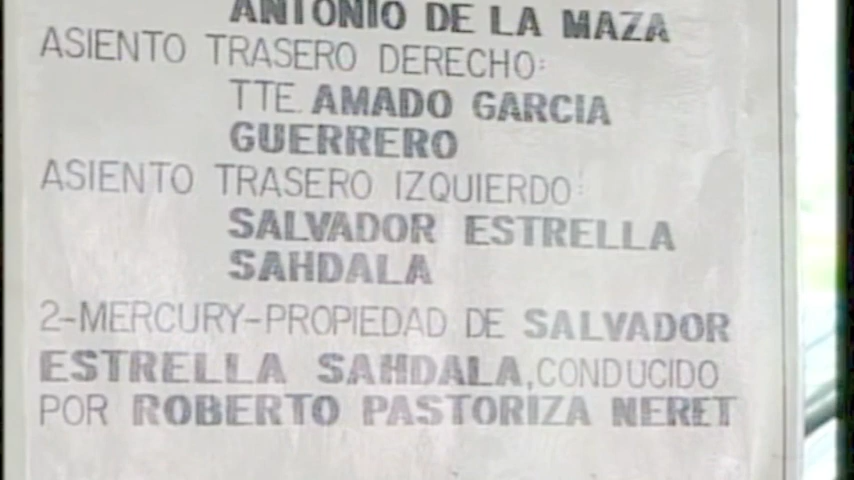 ANTONIO DE LA MAZA
ASIENTO TRASERO DERECHO:
TTE. AMADO GARCIA
GUERRERO
ASIENTO TRASERO IZQUIERDO:
SALVADOR ESTRELLA
SAHDALA
2-MERCURY-PROPIEDAD DE SALVADOR
ESTRELLA SAHDALA, CONDUCIDO
POR ROBERTO PASTORIZA NERET